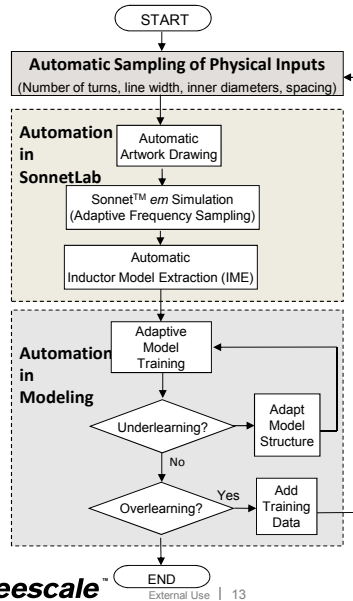 START
Automatic Sampling of Physical Inputs
(Number of turns, line width, inner diameters, spacing)
Automation
in
SonnetLab
Automatic
Artwork Drawing
Sonnet™ em Simulation
(Adaptive Frequency Sampling)
Automatic
Inductor Model Extraction (IME)
Automation
in
Modeling
Adaptive
Model
Training
Underlearning?
Adapt
Model
Structure
No
Overlearning?
Yes
Add
Training
Data
END
eescale™
External Use | 13